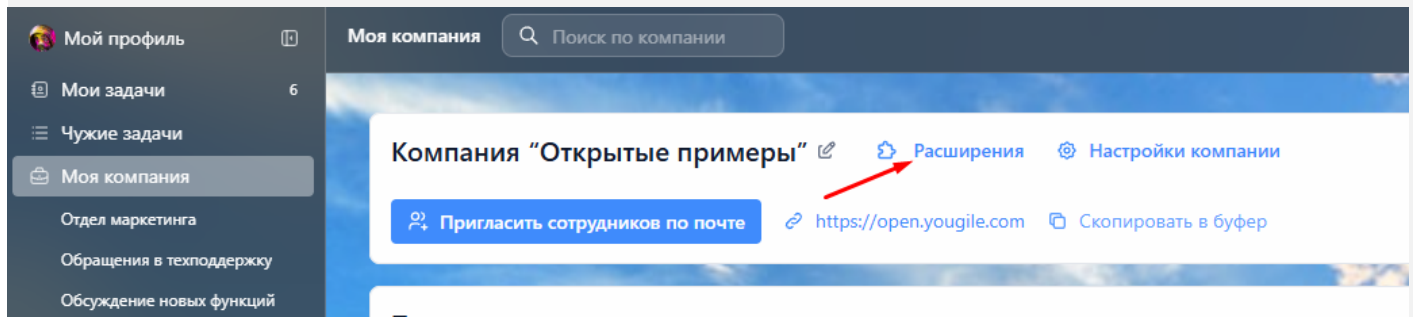 Мой профиль
Мои задачи 6
Чужие задачи
Моя компания
Отдел маркетинга
Обращения в техподдержку
Обсуждение новых функций
Моя компания
Поиск по компании
Компания “Открытые примеры”
Расширения
Настройки компании
Пригласить сотрудников по почте
https://open.yougile.com
Скопировать в буфер